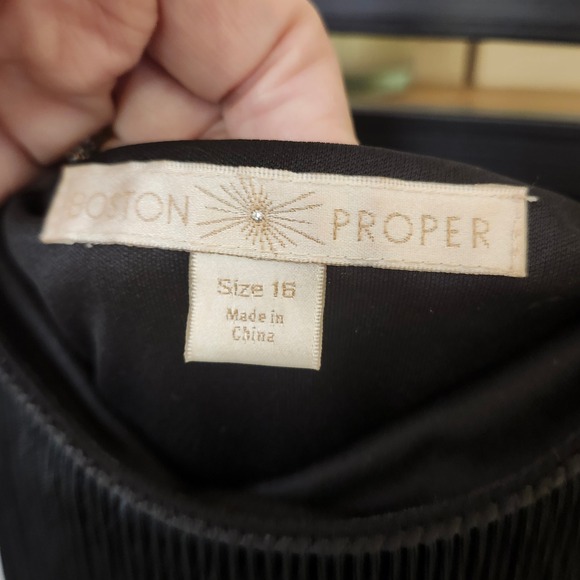 BOSTON PROPER
Size 16
Made in
China